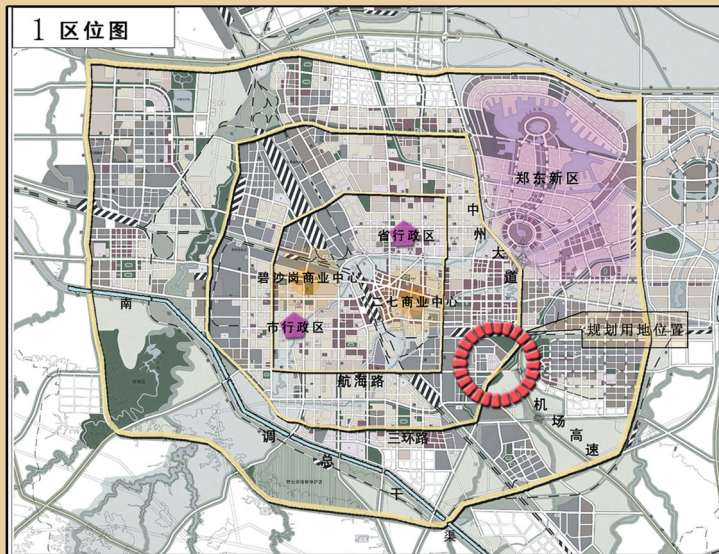 1 区位图
郑东新区
中州大道
省行政区
碧沙岗商业中心
二七商业中心
南
市行政区
规划用地位置
航海路
机场高速
三环路
调
总
干
渠